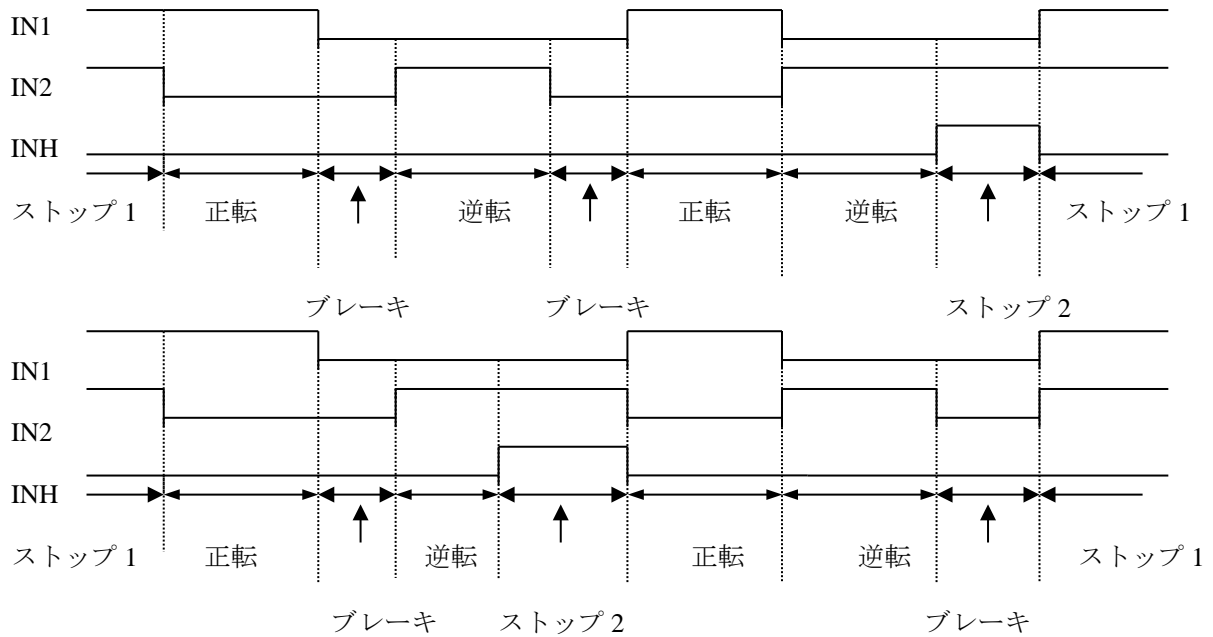 IN1
IN2
INH
ストップ 1 正転 逆転 正転 逆転 ストップ 1
ブレーキ ブレーキ ストップ 2
IN1
IN2
INH
ストップ 1 正転 逆転 正転 逆転 ストップ 1
ブレーキ ストップ 2 ブレーキ